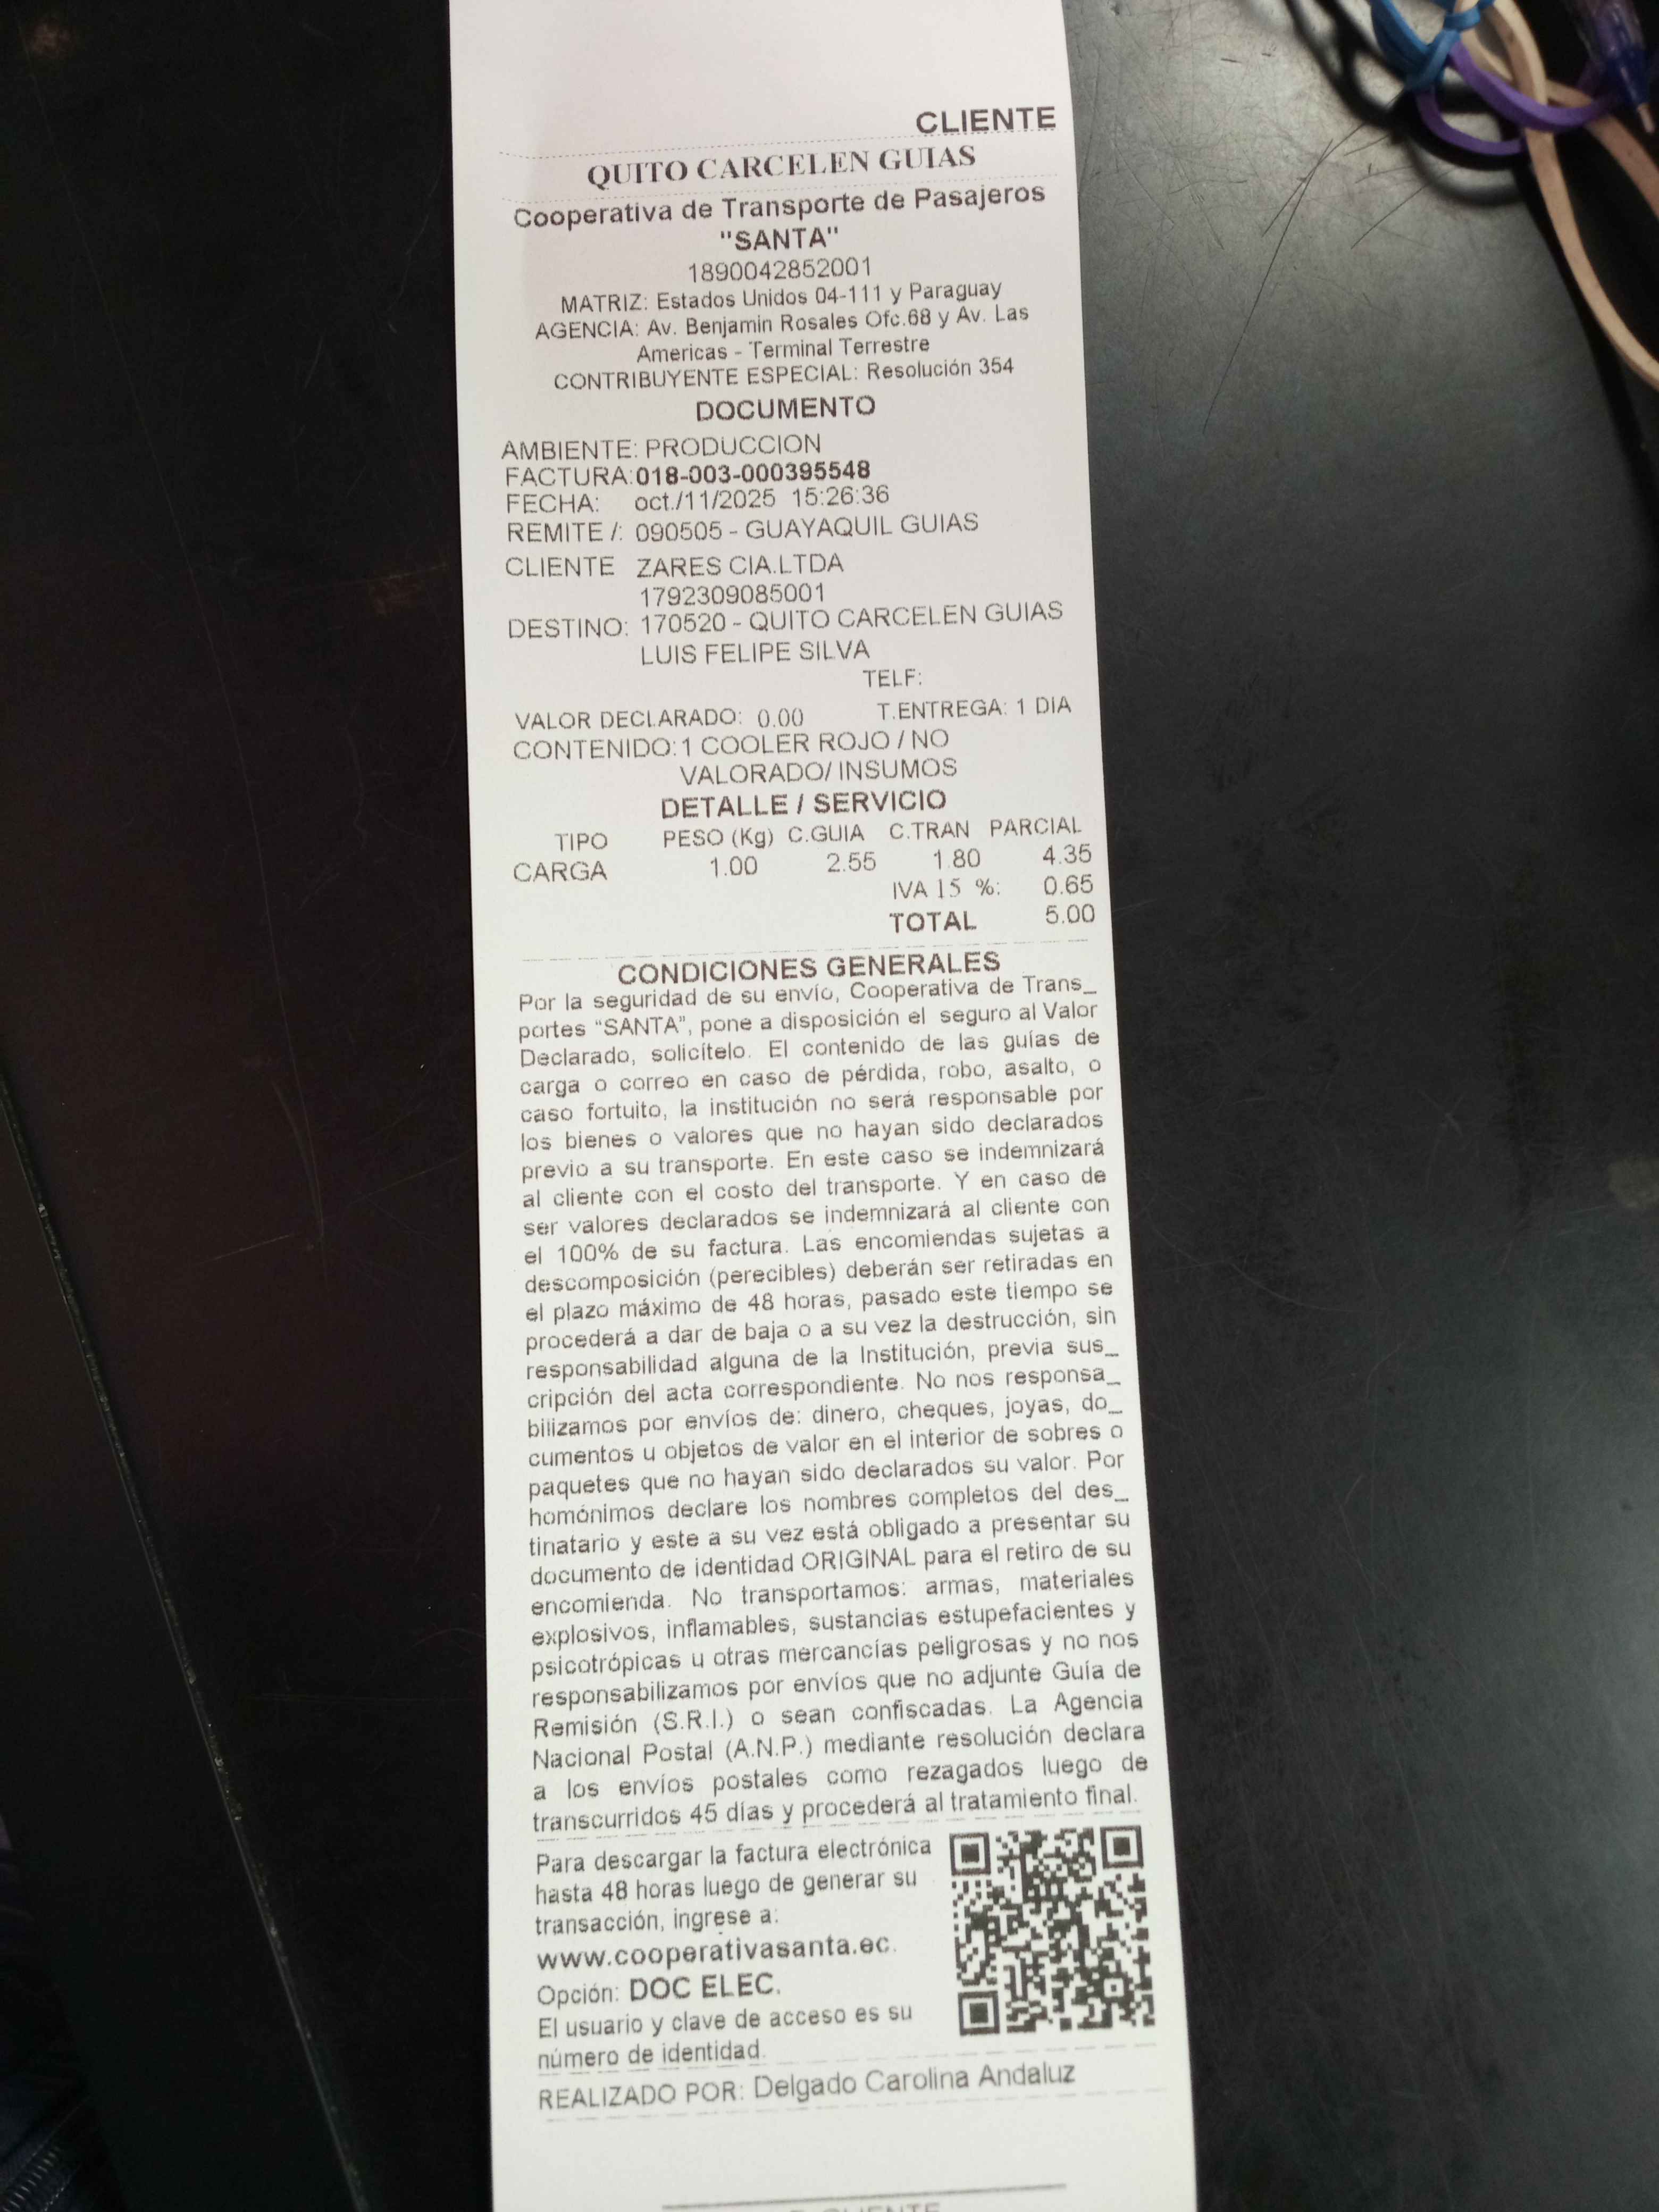 CLIENTE
QUITO CARCELEN GUIAS
Cooperativa de Transporte de Pasajeros
"SANTA"
1890042852001
MATRIZ: Estados Unidos 04-111 y Paraguay
AGENCIA: Av. Benjamin Rosales Ofc.68 y Av. Las
Americas - Terminal Terrestre
CONTRIBUYENTE ESPECIAL: Resolución 354
DOCUMENTO
AMBIENTE: PRODUCCION
FACTURA:018-003-000395548
FECHA: oct./11/2025 15:26:36
REMITE /: 090505 - GUAYAQUIL GUIAS
CLIENTE ZARES CIA.LTDA
1792309085001
DESTINO: 170520 - QUITO CARCELEN GUIAS
LUIS FELIPE SILVA
TELF:
VALOR DECLARADO: 0.00 T.ENTREGA: 1 DIA
CONTENIDO:1 COOLER ROJO / NO
VALORADO/ INSUMOS
DETALLE / SERVICIO
TIPO PESO (Kg) C.GUIA C.TRAN PARCIAL
CARGA 1.00 2.55 1.80 4.35
IVA 15 %: 0.65
TOTAL 5.00
CONDICIONES GENERALES
Por la seguridad de su envío, Cooperativa de Trans_
portes “SANTA”, pone a disposición el seguro al Valor
Declarado, solicítelo. El contenido de las guías de
carga o correo en caso de pérdida, robo, asalto, o
caso fortuito, la institución no será responsable por
los bienes o valores que no hayan sido declarados
previo a su transporte. En este caso se indemnizará
al cliente con el costo del transporte. Y en caso de
ser valores declarados se indemnizará al cliente con
el 100% de su factura. Las encomiendas sujetas a
descomposición (perecibles) deberán ser retiradas en
el plazo máximo de 48 horas, pasado este tiempo se
procederá a dar de baja o a su vez la destrucción, sin
responsabilidad alguna de la Institución, previa sus_
cripción del acta correspondiente. No nos responsa_
bilizamos por envíos de: dinero, cheques, joyas, do_
cumentos u objetos de valor en el interior de sobres o
paquetes que no hayan sido declarados su valor. Por
homónimos declare los nombres completos del des_
tinatario y este a su vez está obligado a presentar su
documento de identidad ORIGINAL para el retiro de su
encomienda. No transportamos: armas, materiales
explosivos, inflamables, sustancias estupefacientes y
psicotrópicas u otras mercancías peligrosas y no nos
responsabilizamos por envíos que no adjunte Guía de
Remisión (S.R.I.) o sean confiscadas. La Agencia
Nacional Postal (A.N.P.) mediante resolución declara
a los envíos postales como rezagados luego de
transcurridos 45 días y procederá al tratamiento final.
Para descargar la factura electrónica
hasta 48 horas luego de generar su
transacción, ingrese a:
www.cooperativasanta.ec.
Opción: DOC ELEC.
El usuario y clave de acceso es su
número de identidad.
REALIZADO POR: Delgado Carolina Andaluz